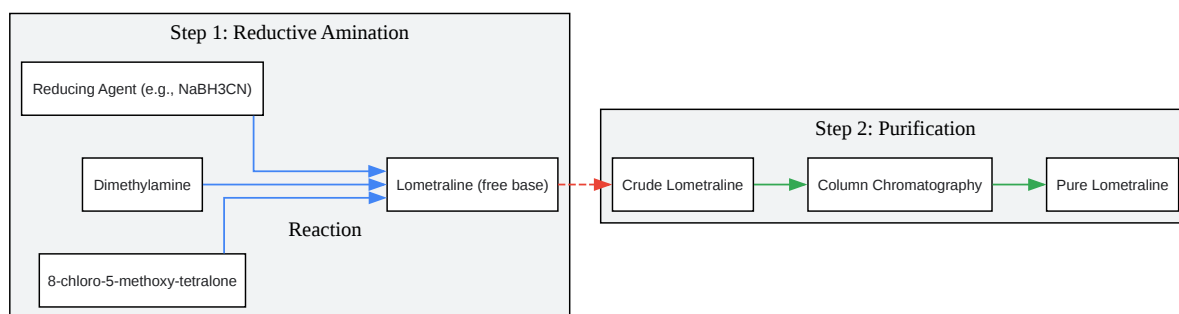 Step 1: Reductive Amination
Reducing Agent (e.g., NaBH3CN)
Dimethylamine
Lometraline (free base)
Reaction
8-chloro-5-methoxy-tetralone
Step 2: Purification
Crude Lometraline
Column Chromatography
Pure Lometraline